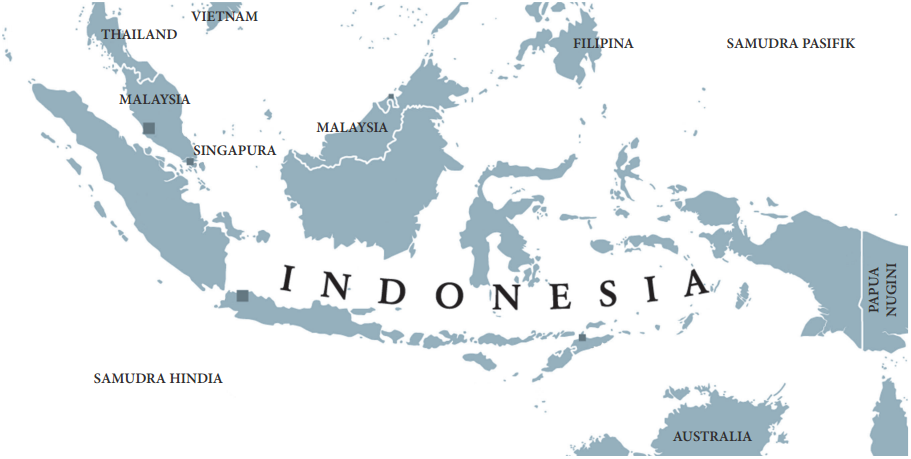 VIETNAM
THAILAND
FILIPINA
SAMUDRA PASIFIK
MALAYSIA
MALAYSIA
SINGAPURA
INDONESIA
PAPUA
NUGINI
SAMUDRA HINDIA
AUSTRALIA